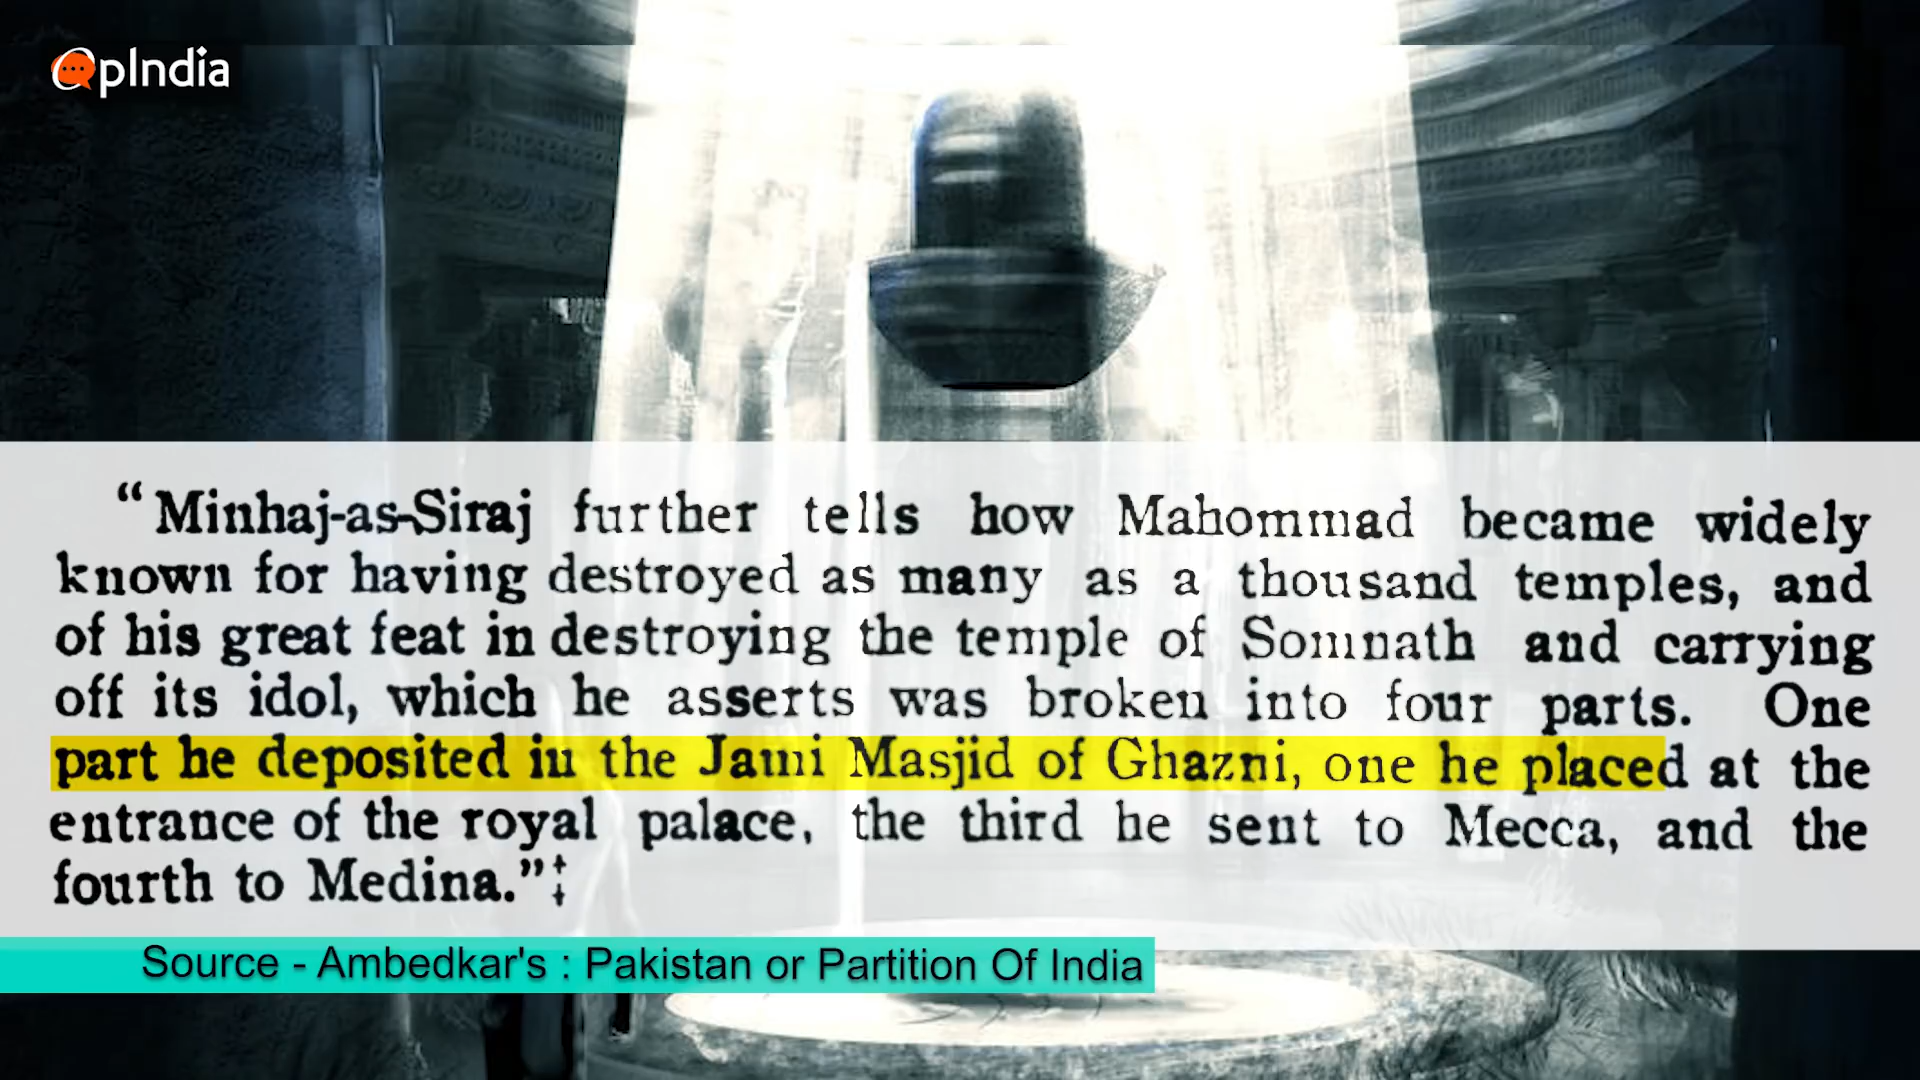 OpIndia
“Minhaj-as-Siraj further tells how Mahommad became widely
known for having destroyed as many as a thousand temples, and
of his great feat in destroying the temple of Somnath and carrying
off its idol, which he asserts was broken into four parts. One
part he deposited in the Jami Masjid of Ghazni, one he placed at the
entrance of the royal palace, the third he sent to Mecca, and the
fourth to Medina.”‡
Source - Ambedkar's : Pakistan or Partition Of India